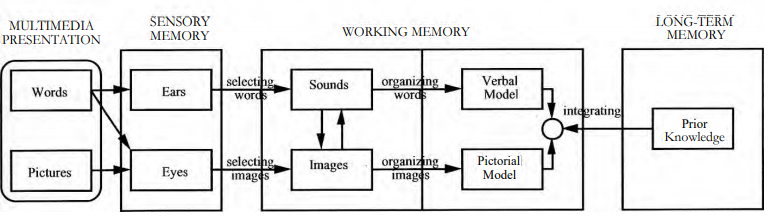 MULTIMEDIA
PRESENTATION
SENSORY
MEMORY
WORKING MEMORY
LONG-TERM
MEMORY
Words
Ears
selecting
words
Sounds
organizing
words
Verbal
Model
integrating
Prior
Knowledge
Pictures
Eyes
selecting
images
Images
organizing
images
Pictorial
Model